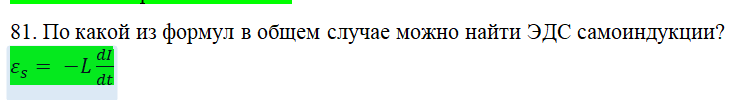 81. По какой из формул в общем случае можно найти ЭДС самоиндукции?
εₛ = −L dI/dt